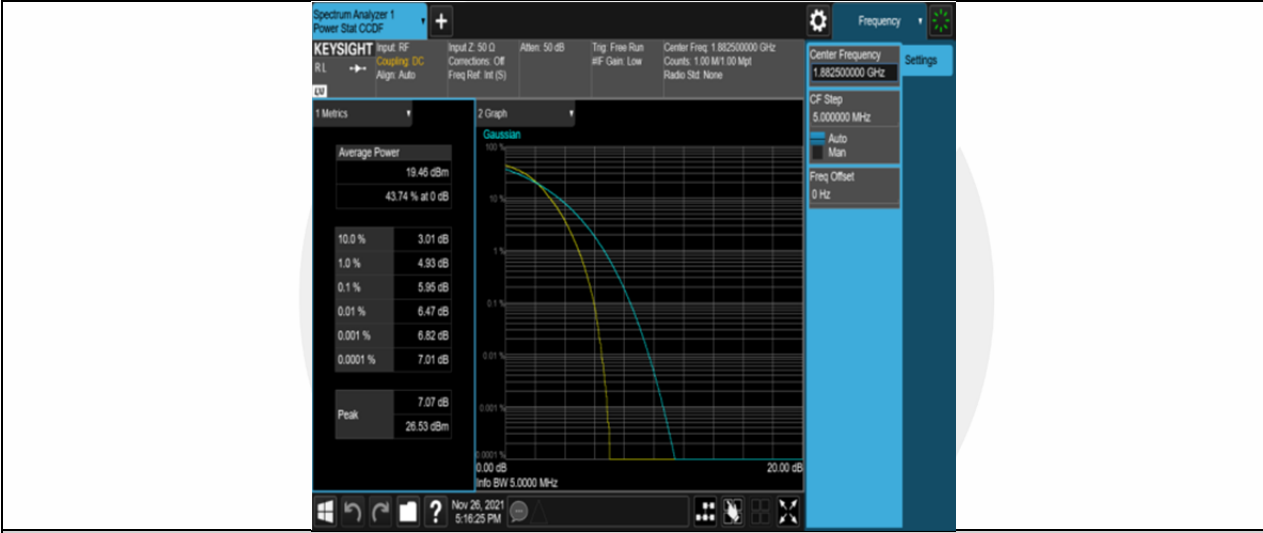 Spectrum Analyzer 1
Power Stat CCDF
+
Frequency
KEYSIGHT
RL
LV
Input: RF
Coupling: DC
Align: Auto
Input Z: 50 Ω
Corrections: Off
Freq Ref: Int (S)
Atten: 50 dB
Trig: Free Run
#IF Gain: Low
Center Freq: 1.882500000 GHz
Counts: 1.00 M/1.00 Mpt
Radio Std: None
Center Frequency
1.882500000 GHz
Settings
CF Step
5.000000 MHz
Auto
Man
Freq Offset
0 Hz
1 Metrics
Average Power
19.46 dBm
43.74 % at 0 dB
10.0 % 3.01 dB
1.0 % 4.93 dB
0.1 % 5.95 dB
0.01 % 6.47 dB
0.001 % 6.82 dB
0.0001 % 7.01 dB
Peak
7.07 dB
26.53 dBm
2 Graph
Gaussian
100 %
10 %
1 %
0.1 %
0.01 %
0.001 %
0.0001 %
0.00 dB 20.00 dB
Info BW 5.0000 MHz
?
Nov 26, 2021
5:16:25 PM